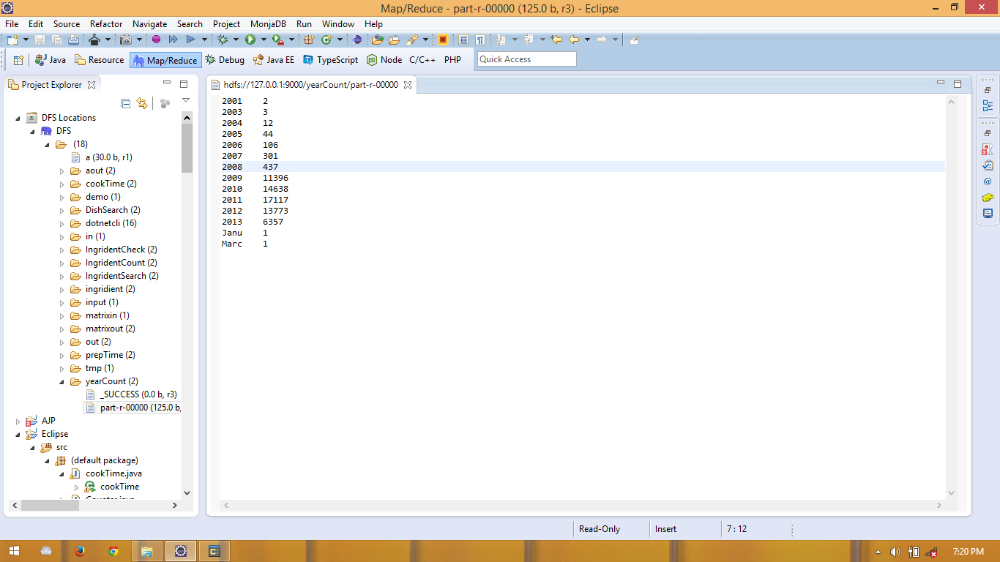 Map/Reduce - part-r-00000 (125.0 b, r3) - Eclipse
File Edit Source Refactor Navigate Search Project MonjaDB Run Window Help
Java Resource Map/Reduce Debug Java EE TypeScript Node C/C++ PHP Quick Access
Project Explorer
DFS Locations
DFS
(18)
a (30.0 b, r1)
aout (2)
cookTime (2)
demo (1)
DishSearch (2)
dotnetcli (16)
in (1)
IngridentCheck (2)
IngridentCount (2)
IngridentSearch (2)
ingridient (2)
input (1)
matrixin (1)
matrixout (2)
out (2)
prepTime (2)
tmp (1)
yearCount (2)
_SUCCESS (0.0 b, r3)
part-r-00000 (125.0 b,
AJP
Eclipse
src
(default package)
cookTime.java
cookTime
hdfs://127.0.0.1:9000/yearCount/part-r-00000
2001 2
2003 3
2004 12
2005 44
2006 106
2007 301
2008 437
2009 11396
2010 14638
2011 17117
2012 13773
2013 6357
Janu 1
Marc 1
Read-Only Insert 7 : 12
7:20 PM